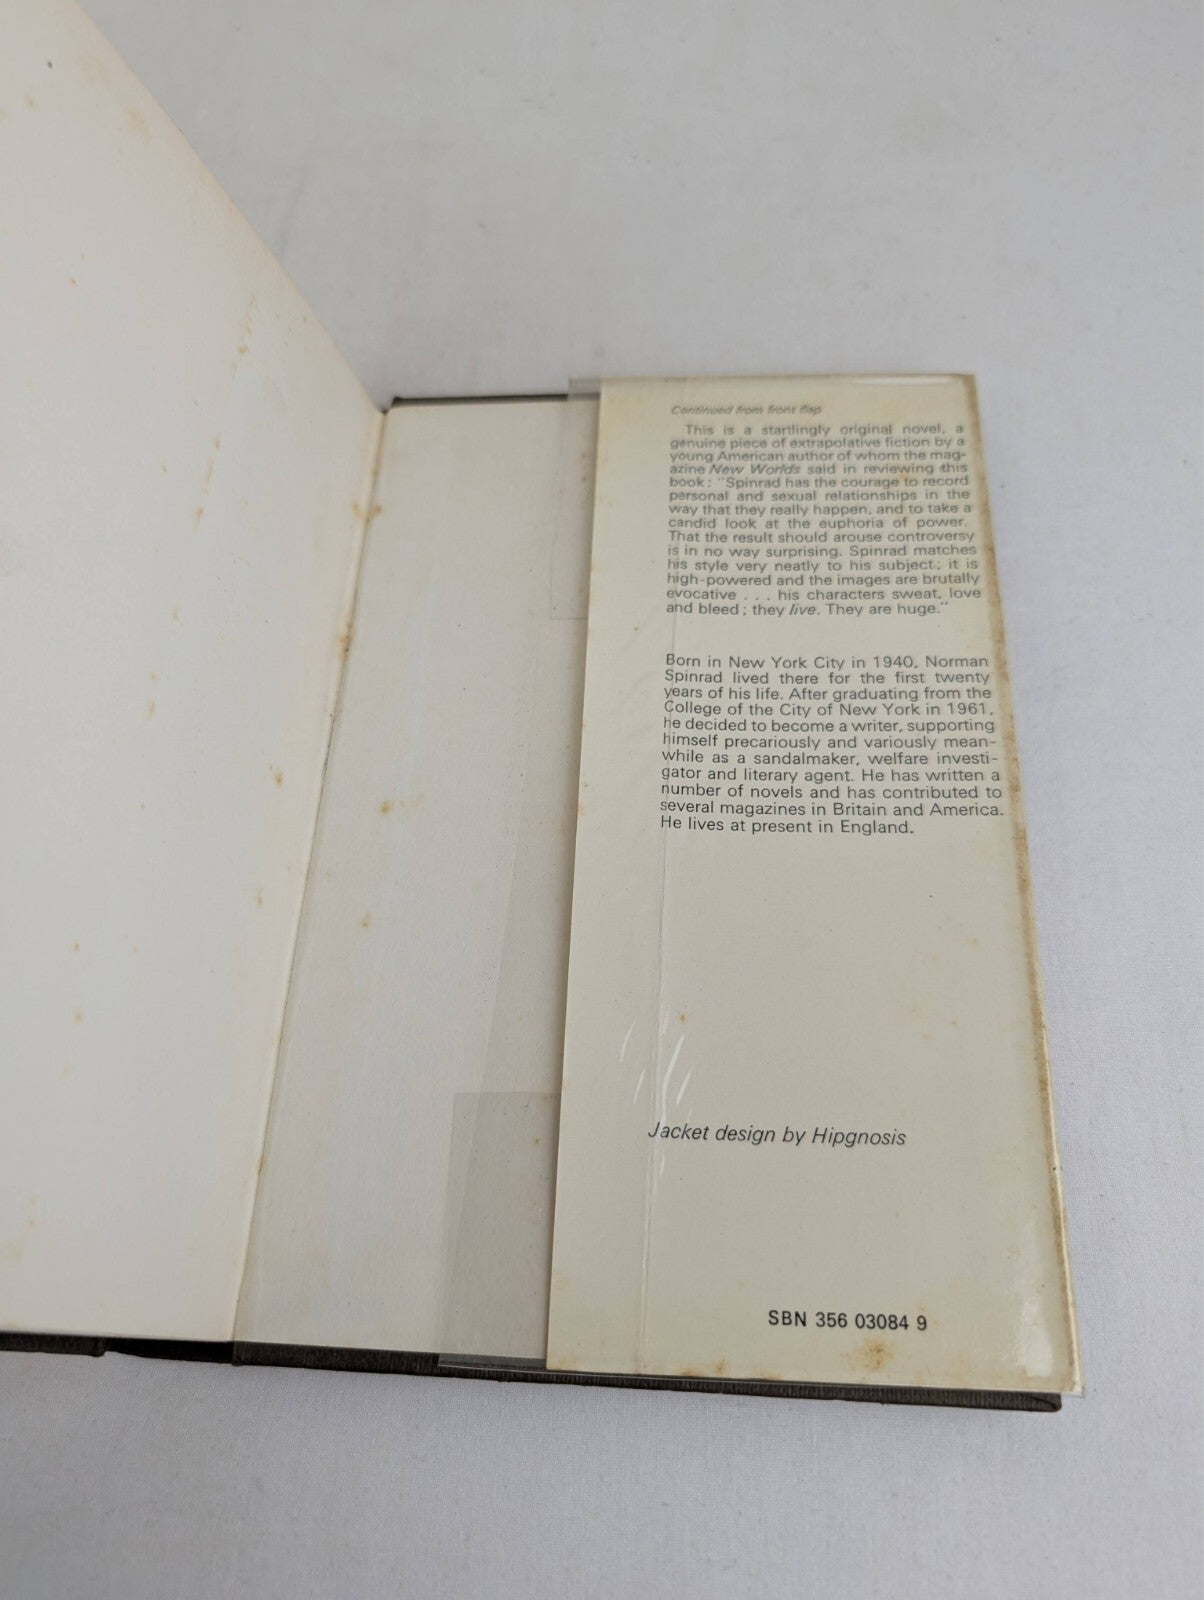 Continued from front flap
This is a startlingly original novel, a
genuine piece of extrapolative fiction by a
young American author of whom the mag-
azine New Worlds said in reviewing this
book: "Spinrad has the courage to record
personal and sexual relationships in the
way that they really happen, and to take a
candid look at the euphoria of power.
That the result should arouse controversy
is in no way surprising. Spinrad matches
his style very neatly to his subject; it is
high-powered and the images are brutally
evocative . . . his characters sweat, love
and bleed; they live. They are huge."
Born in New York City in 1940, Norman
Spinrad lived there for the first twenty
years of his life. After graduating from the
College of the City of New York in 1961,
he decided to become a writer, supporting
himself precariously and variously mean-
while as a sandalmaker, welfare investi-
gator and literary agent. He has written a
number of novels and has contributed to
several magazines in Britain and America.
He lives at present in England.
Jacket design by Hipgnosis
SBN 356 03084 9